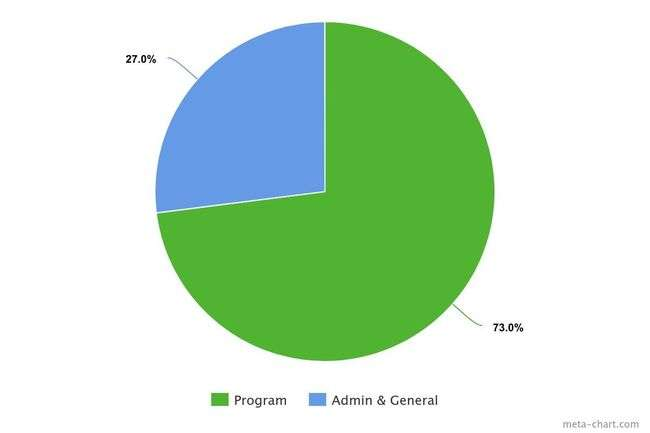 27.0%
73.0%
Program Admin & General
meta-chart.com